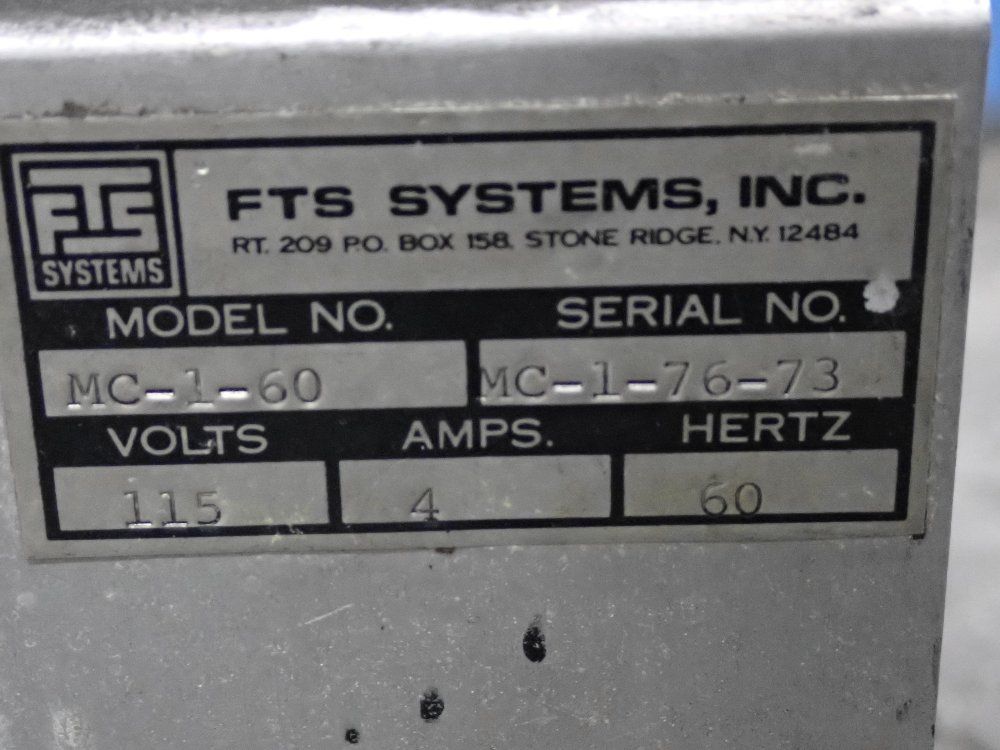 FTS
SYSTEMS
FTS SYSTEMS, INC.
RT. 209 P.O. BOX 158, STONE RIDGE, N.Y. 12484
MODEL NO. SERIAL NO.
MC-1-60 MC-1-76-73
VOLTS AMPS. HERTZ
115 4 60